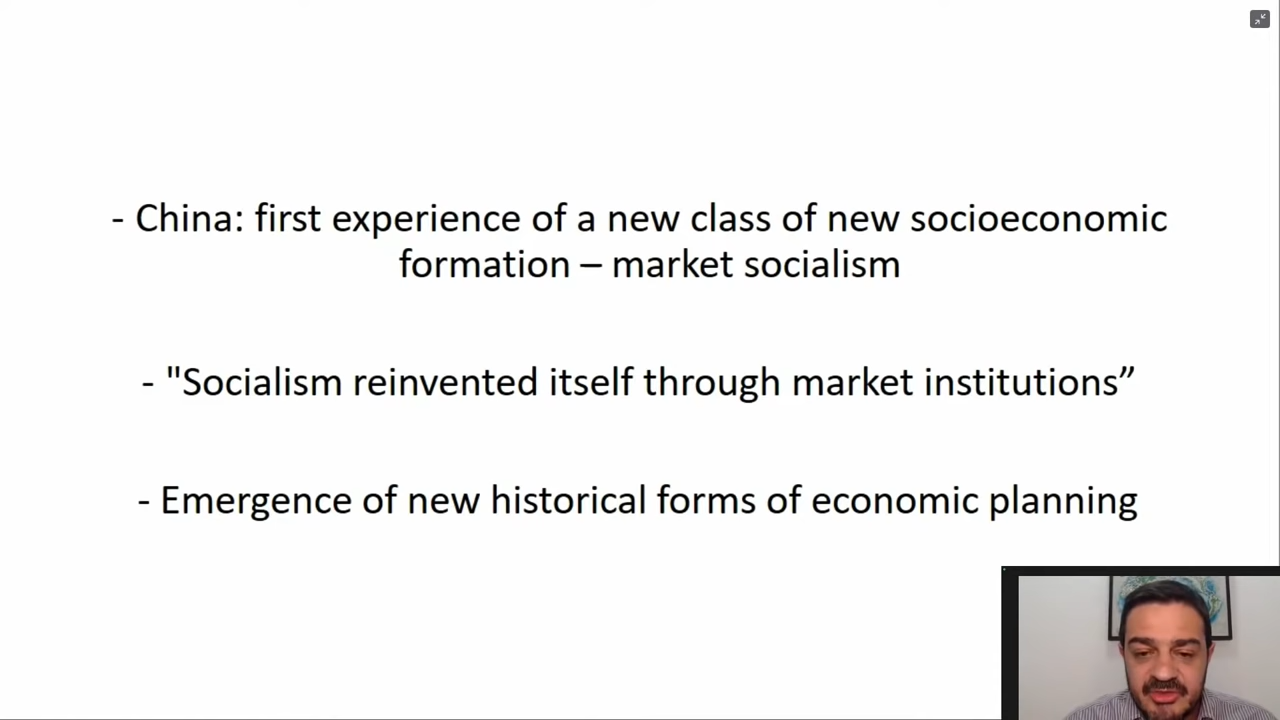 - China: first experience of a new class of new socioeconomic
formation – market socialism
- "Socialism reinvented itself through market institutions”
- Emergence of new historical forms of economic planning